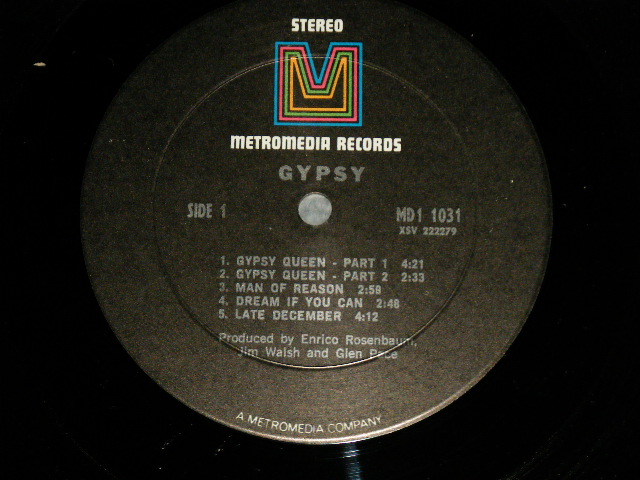 STEREO
METROMEDIA RECORDS
GYPSY
SIDE 1
MD1 1031
XSV 222279
1. GYPSY QUEEN - PART 1 4:21
2. GYPSY QUEEN - PART 2 2:33
3. MAN OF REASON 2:58
4. DREAM IF YOU CAN 2:48
5. LATE DECEMBER 4:12
Produced by Enrico Rosenbaum,
Jim Walsh and Glen Pace
A METROMEDIA COMPANY